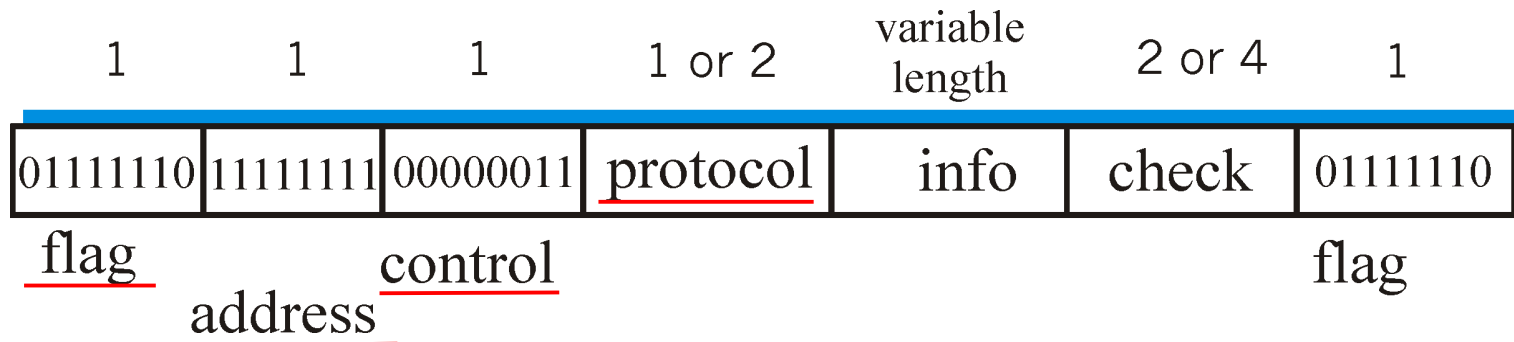 1 1 1 1 or 2 variable length 2 or 4 1
01111110 11111111 00000011 protocol info check 01111110
flag address control flag